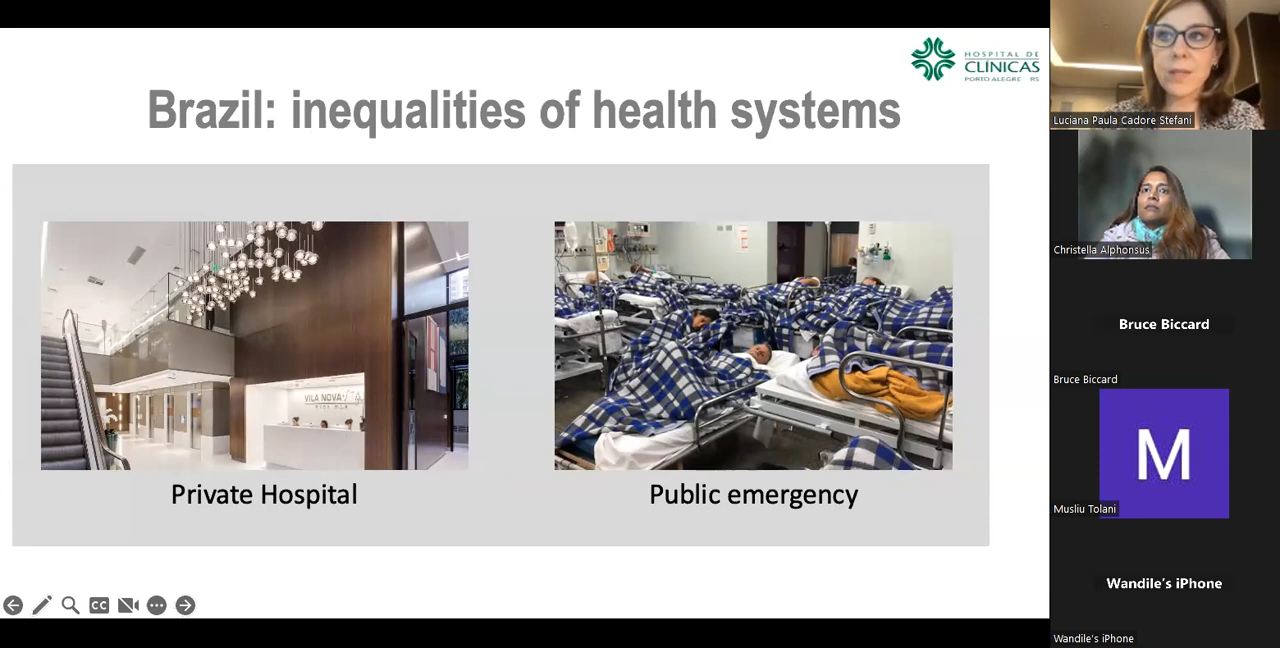 HOSPITAL DE
CLINICAS
PORTO ALEGRE RS
Brazil: inequalities of health systems
VILA NOVA
Private Hospital
Public emergency
CC
Luciana Paula Cadore Stefani
Christella Alphonsus
Bruce Biccard
Bruce Biccard
M
Musliu Tolani
Wandile's iPhone
Wandile's iPhone